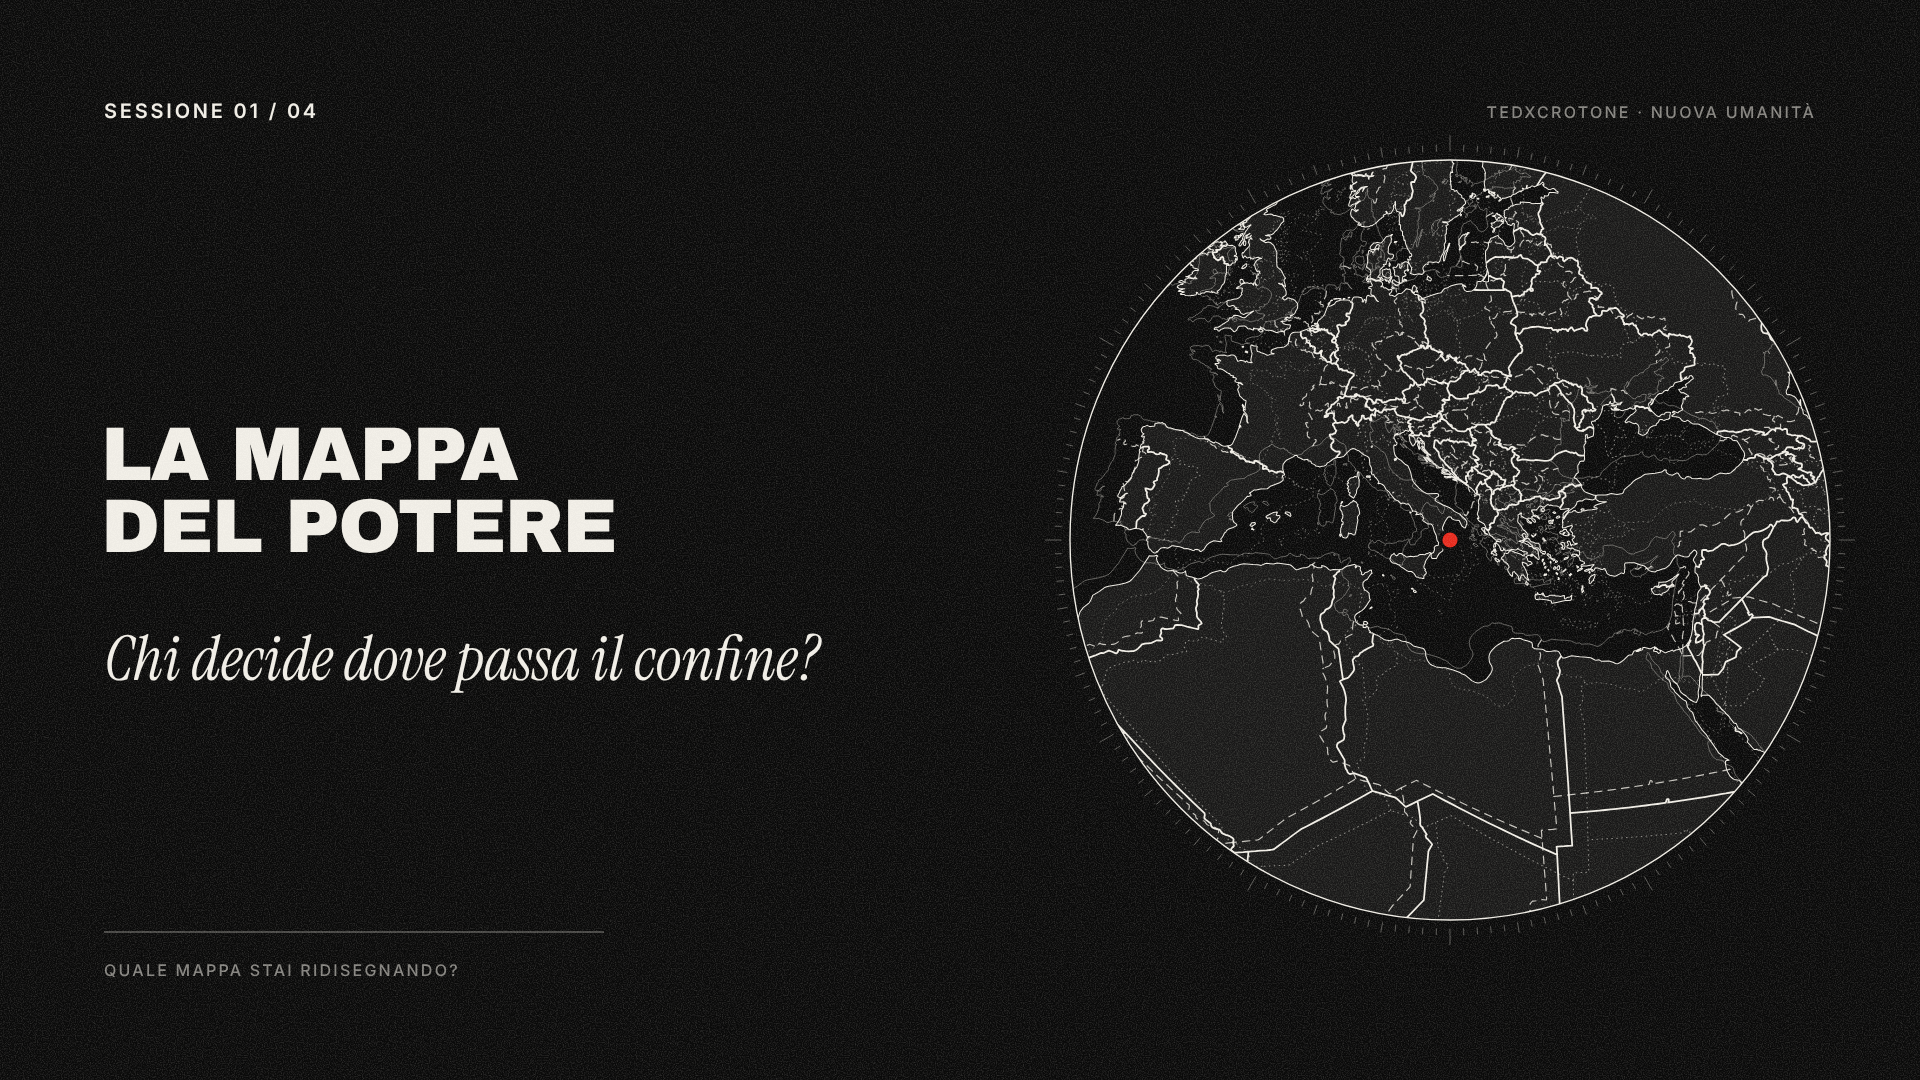 SESSIONE 01 / 04
TEDXCROTONE · NUOVA UMANITÀ
LA MAPPA
DEL POTERE
Chi decide dove passa il confine?
QUALE MAPPA STAI RIDISEGNANDO?